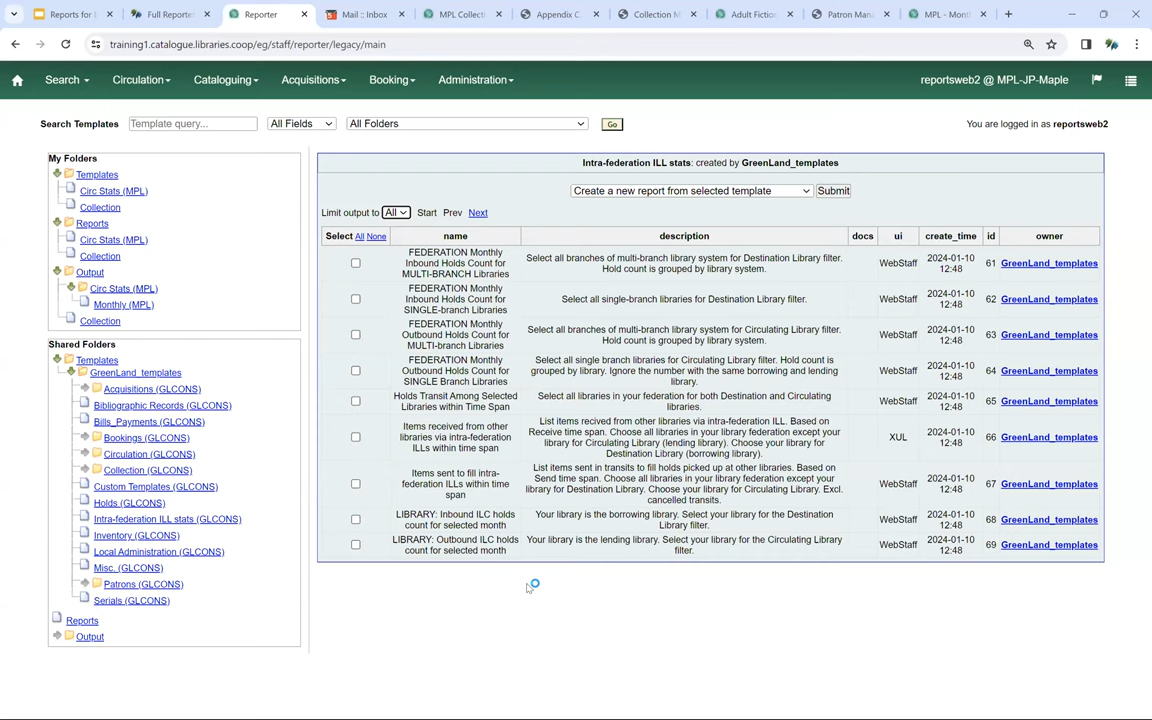 Reports for
Full Reporter
Reporter
Mail :: Inbox
MPL Collecti
Appendix C
Collection M
Adult Fiction
Patron Mana
MPL - Month
training1.catalogue.libraries.coop/eg/staff/reporter/legacy/main
Search Circulation Cataloguing Acquisitions Booking Administration reportsweb2 @ MPL-JP-Maple
Search Templates Template query... All Fields All Folders Go You are logged in as reportsweb2
My Folders
Templates
Circ Stats (MPL)
Collection
Reports
Circ Stats (MPL)
Collection
Output
Circ Stats (MPL)
Monthly (MPL)
Collection
Shared Folders
Templates
GreenLand_templates
Acquisitions (GLCONS)
Bibliographic Records (GLCONS)
Bills_Payments (GLCONS)
Bookings (GLCONS)
Circulation (GLCONS)
Collection (GLCONS)
Custom Templates (GLCONS)
Holds (GLCONS)
Intra-federation ILL stats (GLCONS)
Inventory (GLCONS)
Local Administration (GLCONS)
Misc. (GLCONS)
Patrons (GLCONS)
Serials (GLCONS)
Reports
Output
Intra-federation ILL stats: created by GreenLand_templates
Create a new report from selected template Submit
Limit output to All Start Prev Next
Select All None name description docs ui create_time id owner
FEDERATION Monthly
Inbound Holds Count for
MULTI-BRANCH Libraries
Select all branches of multi-branch library system for Destination Library filter.
Hold count is grouped by library system.
WebStaff
2024-01-10
12:48
61
GreenLand_templates
FEDERATION Monthly
Inbound Holds Count for
SINGLE-branch Libraries
Select all single-branch libraries for Destination Library filter.
WebStaff
2024-01-10
12:48
62
GreenLand_templates
FEDERATION Monthly
Outbound Holds Count for
MULTI-branch Libraries
Select all branches of multi-branch library system for Circulating Library filter.
Hold count is grouped by library system.
WebStaff
2024-01-10
12:48
63
GreenLand_templates
FEDERATION Monthly
Outbound Holds Count for
SINGLE Branch Libraries
Select all single branch libraries for Circulating Library filter. Hold count is
grouped by library. Ignore the number with the same borrowing and lending
library.
WebStaff
2024-01-10
12:48
64
GreenLand_templates
Holds Transit Among Selected
Libraries within Time Span
Select all libraries in your federation for both Destination and Circulating
libraries.
WebStaff
2024-01-10
12:48
65
GreenLand_templates
Items received from other
libraries via intra-federation
ILLs within time span
List items recived from other libraries via intra-federation ILL. Based on
Receive time span. Choose all libraries in your library federation except your
library for Circulating Library (lending library). Choose your library for
Destination Library (borrowing library).
XUL
2024-01-10
12:48
66
GreenLand_templates
Items sent to fill intra-
federation ILLs within time
span
List items sent in transits to fill holds picked up at other libraries. Based on
Send time span. Choose all libraries in your library federation except your
library for Destination Library. Choose your library for Circulating Library. Excl.
cancelled transits.
WebStaff
2024-01-10
12:48
67
GreenLand_templates
LIBRARY: Inbound ILC holds
count for selected month
Your library is the borrowing library. Select your library for the Destination
Library filter.
WebStaff
2024-01-10
12:48
68
GreenLand_templates
LIBRARY: Outbound ILC holds
count for selected month
Your library is the lending library. Select your library for the Circulating Library
filter.
WebStaff
2024-01-10
12:48
69
GreenLand_templates